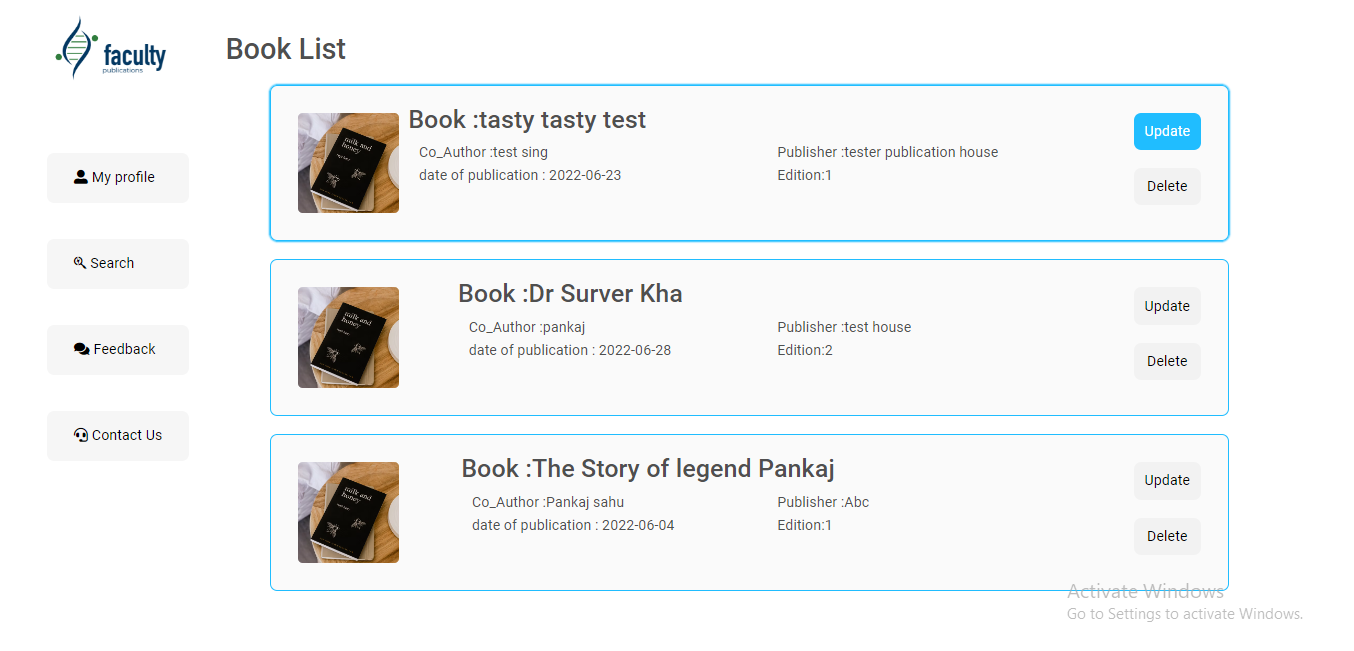 faculty
publications
Book List
My profile
Search
Feedback
Contact Us
Book :tasty tasty test
Co_Author :test sing
Publisher :tester publication house
date of publication : 2022-06-23
Edition:1
Update
Delete
milk and
honey
Book :Dr Surver Kha
Co_Author :pankaj
Publisher :test house
date of publication : 2022-06-28
Edition:2
Update
Delete
milk and
honey
Book :The Story of legend Pankaj
Co_Author :Pankaj sahu
Publisher :Abc
date of publication : 2022-06-04
Edition:1
Update
Delete
milk and
honey
Activate Windows
Go to Settings to activate Windows.